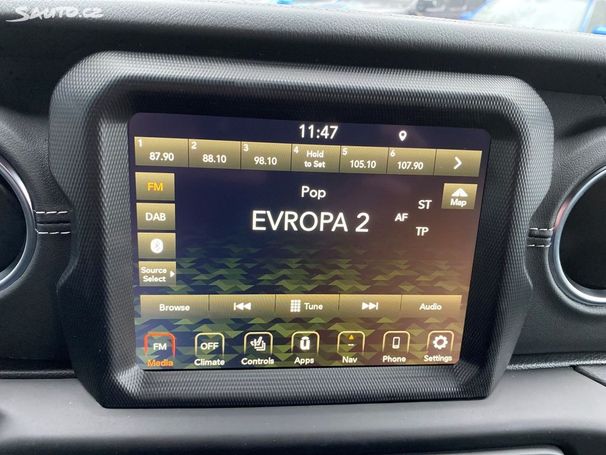 SAUTO.CZ
11:47
1 87.90 2 88.10 3 98.10 4 Hold to Set 5 105.10 6 107.90
FM
Pop
ST
Map
DAB
EVROPA 2
AF
TP
Source Select
Browse Tune Audio
FM OFF
Media Climate Controls Apps Nav Phone Settings